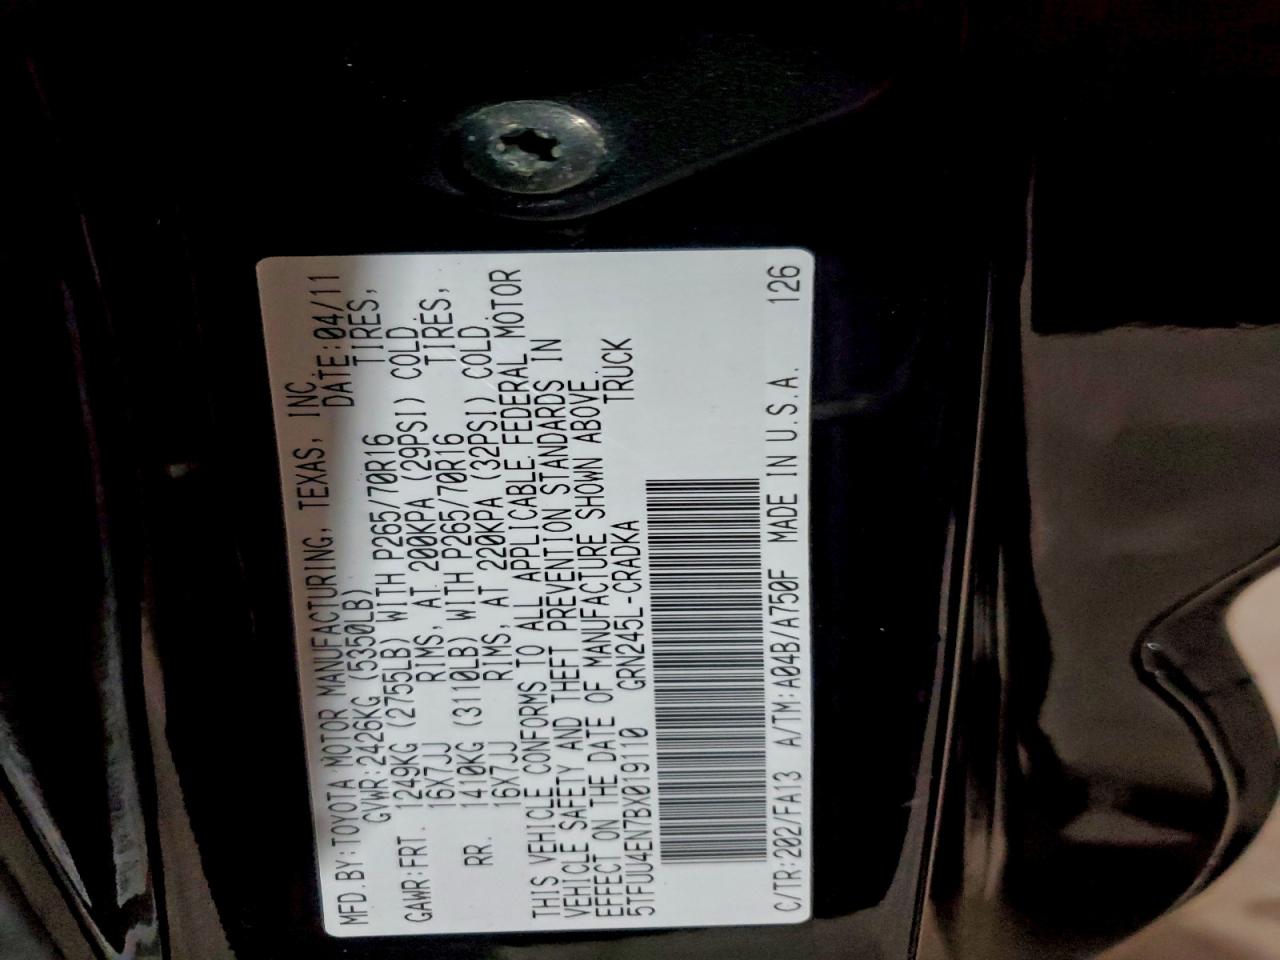 MFD.BY:TOYOTA MOTOR MANUFACTURING, TEXAS, INC.
GVWR:2426KG (5350LB) DATE:04/11
GAWR:FRT. 1249KG (2755LB) WITH P265/70R16 TIRES,
16X7JJ RIMS, AT 200KPA (29PSI) COLD.
RR. 1410KG (3110LB) WITH P265/70R16 TIRES,
16X7JJ RIMS, AT 220KPA (32PSI) COLD.
THIS VEHICLE CONFORMS TO ALL APPLICABLE FEDERAL MOTOR
VEHICLE SAFETY AND THEFT PREVENTION STANDARDS IN
EFFECT ON THE DATE OF MANUFACTURE SHOWN ABOVE.
5TFUU4EN7BX019110 GRN245L-CRADKA TRUCK
C/TR:202/FA13 A/TM:A04B/A750F MADE IN U.S.A. 126